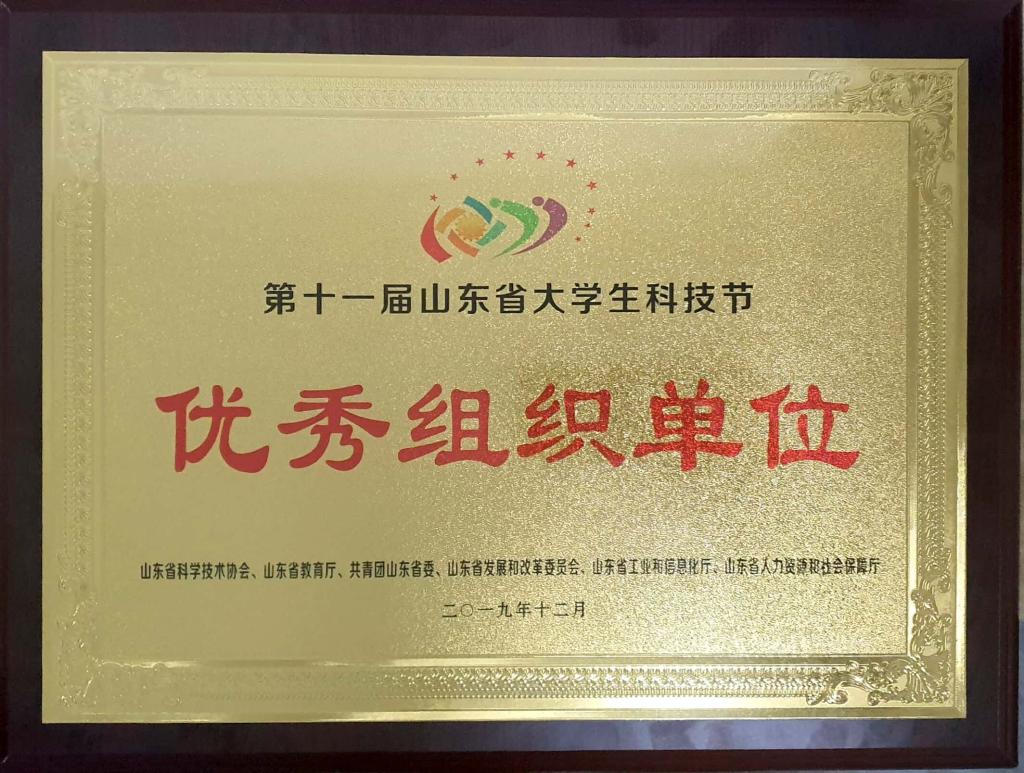 第十一届山东省大学生科技节
优秀组织单位
山东省科学技术协会、山东省教育厅、共青团山东省委、山东省发展和改革委员会、山东省工业和信息化厅、山东省人力资源和社会保障厅
二〇一九年十二月